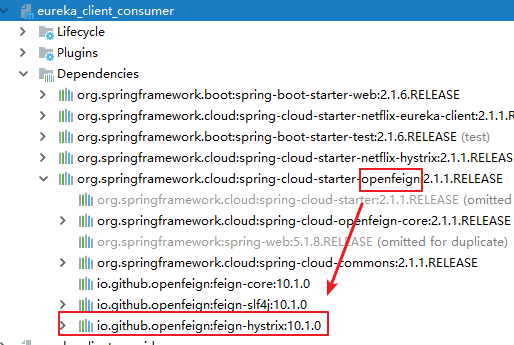 eureka_client_consumer
Lifecycle
Plugins
Dependencies
org.springframework.boot:spring-boot-starter-web:2.1.6.RELEASE
org.springframework.cloud:spring-cloud-starter-netflix-eureka-client:2.1.1.R
org.springframework.boot:spring-boot-starter-test:2.1.6.RELEASE (test)
org.springframework.cloud:spring-cloud-starter-netflix-hystrix:2.1.1.RELEAS
org.springframework.cloud:spring-cloud-starter-openfeign:2.1.1.RELEASE
org.springframework.cloud:spring-cloud-starter:2.1.1.RELEASE (omitted
org.springframework.cloud:spring-cloud-openfeign-core:2.1.1.RELEASE
org.springframework:spring-web:5.1.8.RELEASE (omitted for duplicate)
org.springframework.cloud:spring-cloud-commons:2.1.1.RELEASE
io.github.openfeign:feign-core:10.1.0
io.github.openfeign:feign-slf4j:10.1.0
io.github.openfeign:feign-hystrix:10.1.0